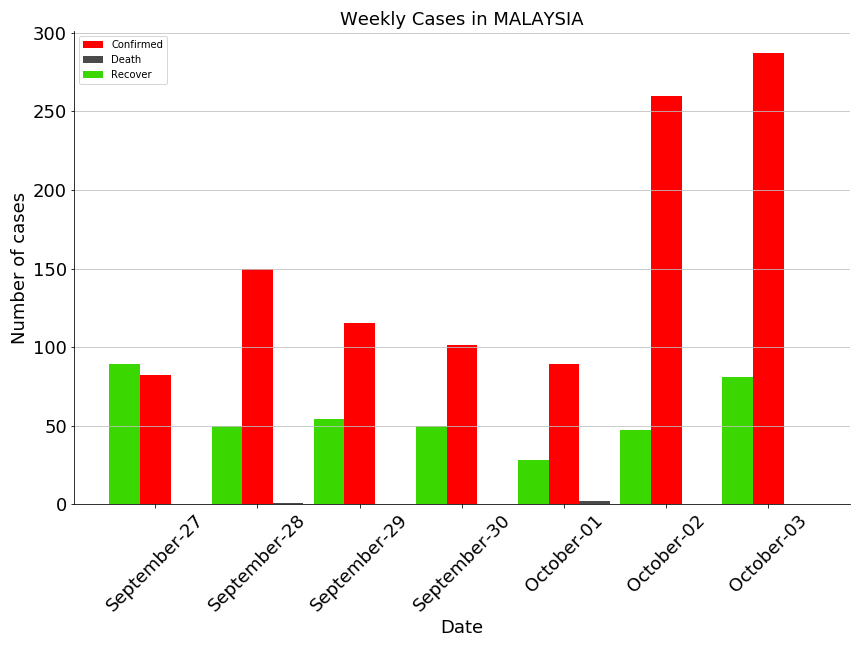 Weekly Cases in MALAYSIA
Confirmed
Death
Recover
Number of cases
300
250
200
150
100
50
0
September-27
September-28
September-29
September-30
October-01
October-02
October-03
Date